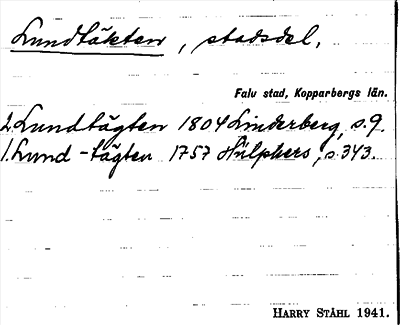 Lundtäkten, stadsdel.
Falu stad, Kopparbergs län.
2. Lundtägten 1804 Linderberg, s. 9.
1. Lund-tägten 1757 Hülphers, s. 343.
HARRY STÅHL 1941.